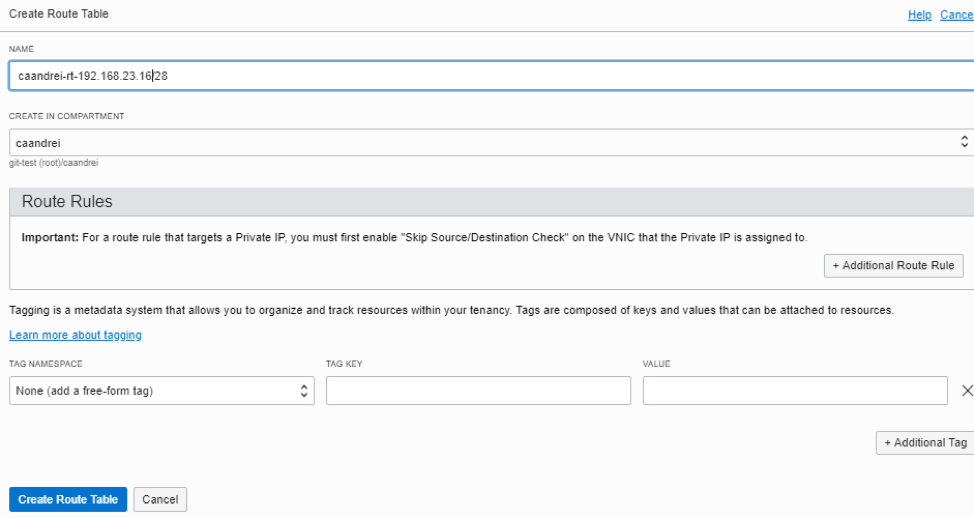 Create Route Table
Help Cance
NAME
caandrei-rt-192.168.23.16/28
CREATE IN COMPARTMENT
caandrei
git-test (root)/caandrei
Route Rules
Important: For a route rule that targets a Private IP, you must first enable "Skip Source/Destination Check" on the VNIC that the Private IP is assigned to.
+ Additional Route Rule
Tagging is a metadata system that allows you to organize and track resources within your tenancy. Tags are composed of keys and values that can be attached to resources.
Learn more about tagging
TAG NAMESPACE TAG KEY VALUE
None (add a free-form tag)
+ Additional Tag
Create Route Table Cancel